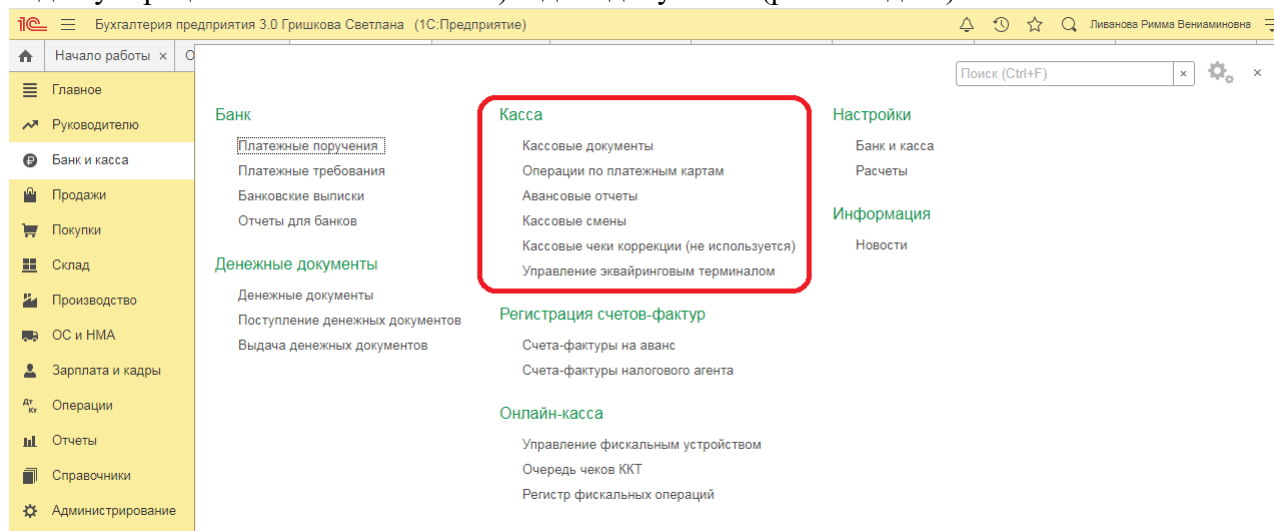 1С Бухгалтерия предприятия 3.0 Гришкова Светлана (1С:Предприятие) Ливанова Римма Вениаминовна
Начало работы ×
Поиск (Ctrl+F) ×
Главное
Руководителю
Банк и касса
Продажи
Покупки
Склад
Производство
ОС и НМА
Зарплата и кадры
Дт Кт Операции
Отчеты
Справочники
Администрирование
Банк
Платежные поручения
Платежные требования
Банковские выписки
Отчеты для банков
Денежные документы
Денежные документы
Поступление денежных документов
Выдача денежных документов
Касса
Кассовые документы
Операции по платежным картам
Авансовые отчеты
Кассовые смены
Кассовые чеки коррекции (не используется)
Управление эквайринговым терминалом
Регистрация счетов-фактур
Счета-фактуры на аванс
Счета-фактуры налогового агента
Онлайн-касса
Управление фискальным устройством
Очередь чеков ККТ
Регистр фискальных операций
Настройки
Банк и касса
Расчеты
Информация
Новости